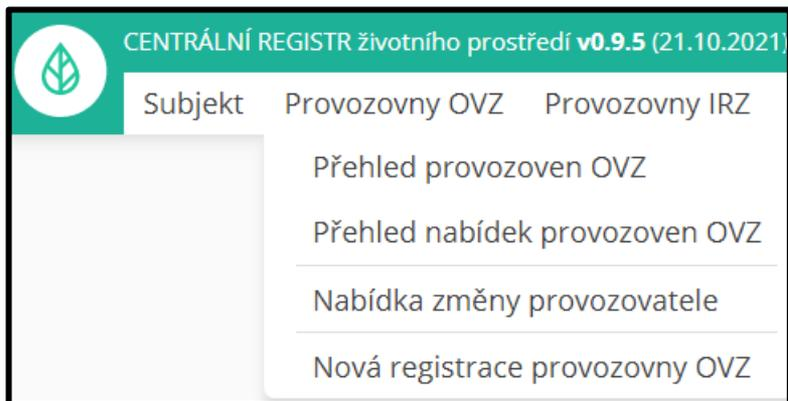 CENTRÁLNÍ REGISTR životního prostředí v0.9.5 (21.10.2021)
Subjekt Provozovny OVZ Provozovny IRZ
Přehled provozoven OVZ
Přehled nabídek provozoven OVZ
Nabídka změny provozovatele
Nová registrace provozovny OVZ